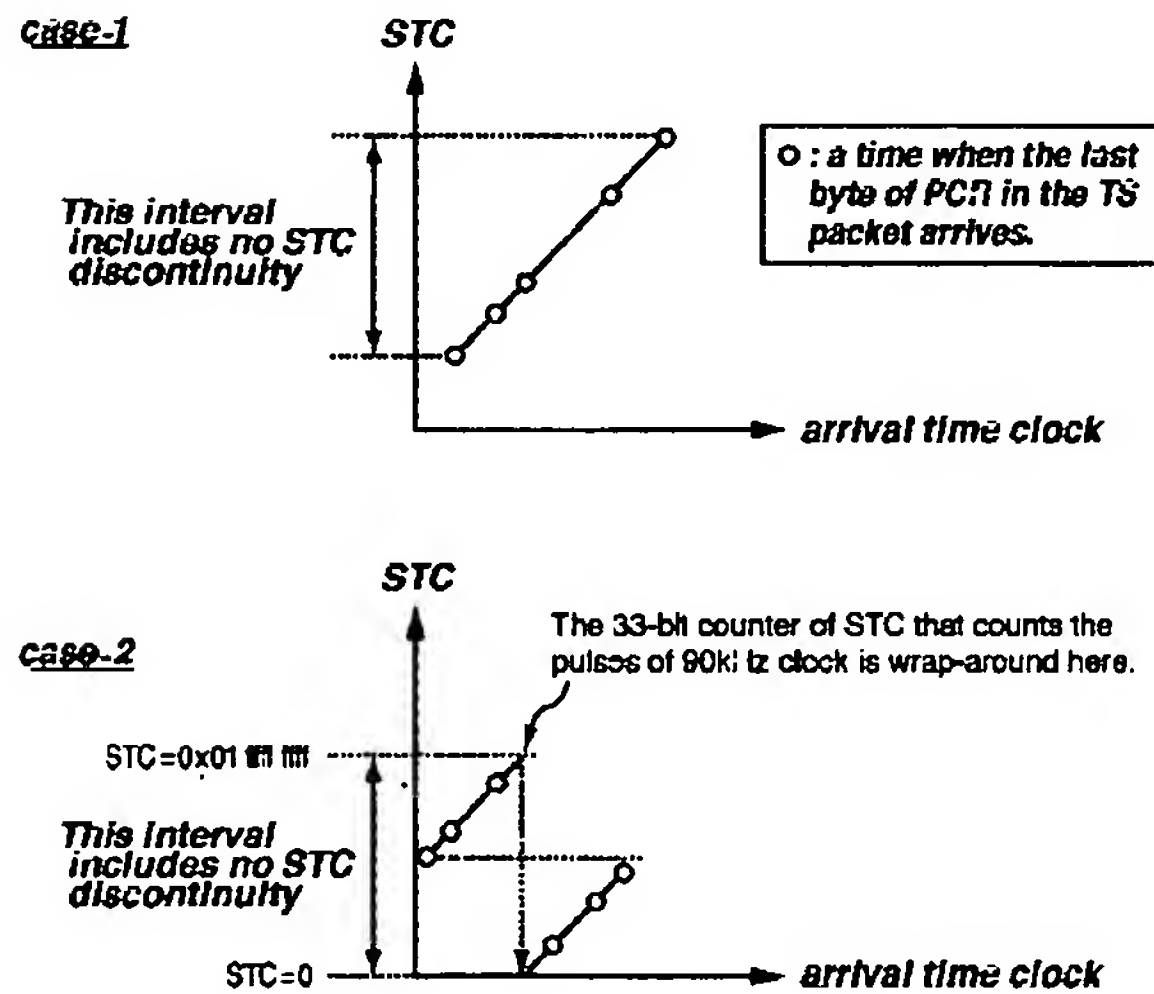 case-1
STC
This interval
includes no STC
discontinuity
o : a time when the last
byte of PCR in the TS
packet arrives.
arrival time clock
STC
case-2
The 33-bit counter of STC that counts the
pulses of 90kHz clock is wrap-around here.
STC=0x01 ffff ffff
This interval
includes no STC
discontinuity
STC=0
arrival time clock